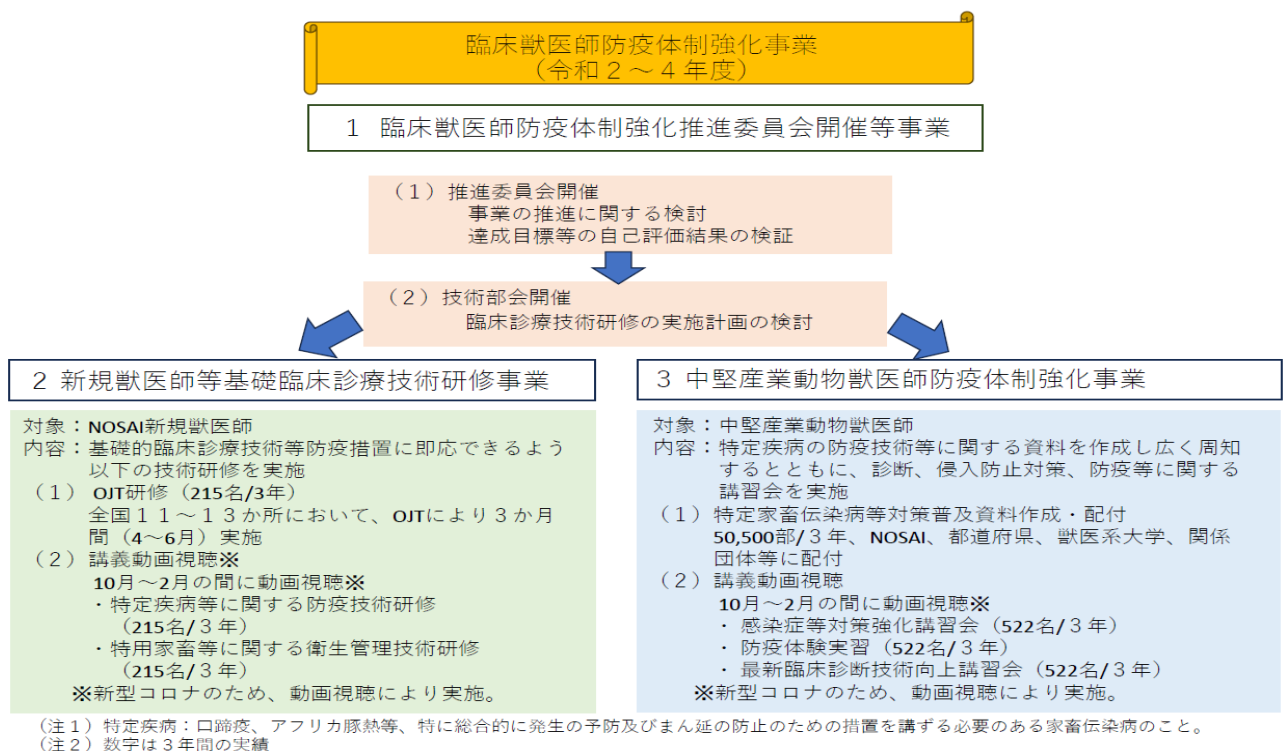 臨床獣医師防疫体制強化事業
(令和2～4年度)
1 臨床獣医師防疫体制強化推進委員会開催等事業
(1)推進委員会開催
事業の推進に関する検討
達成目標等の自己評価結果の検証
(2)技術部会開催
臨床診療技術研修の実施計画の検討
2 新規獣医師等基礎臨床診療技術研修事業
対象：NOSAI新規獣医師
内容：基礎的臨床診療技術等防疫措置に即応できるよう
以下の技術研修を実施
(1) OJT研修 (215名/3年)
全国11～13か所において、OJTにより3か月
間 (4～6月) 実施
(2)講義動画視聴※
10月～2月の間に動画視聴※
・特定疾病等に関する防疫技術研修
(215名/3年)
・特用家畜等に関する衛生管理技術研修
(215名/3年)
※新型コロナのため、動画視聴により実施。
3 中堅産業動物獣医師防疫体制強化事業
対象：中堅産業動物獣医師
内容：特定疾病の防疫技術等に関する資料を作成し広く周知
するとともに、診断、侵入防止対策、防疫等に関する
講習会を実施
(1)特定家畜伝染病等対策普及資料作成・配付
50,500部/3年、NOSAI、都道府県、獣医系大学、関係
団体等に配付
(2)講義動画視聴
10月～2月の間に動画視聴※
・ 感染症等対策強化講習会 (522名/3年)
・ 防疫体験実習 (522名/3年)
・ 最新臨床診断技術向上講習会 (522名/3年)
※新型コロナのため、動画視聴により実施。
(注1)特定疾病：口蹄疫、アフリカ豚熱等、特に総合的に発生の予防及びまん延の防止のための措置を講ずる必要のある家畜伝染病のこと。
(注2)数字は3年間の実績